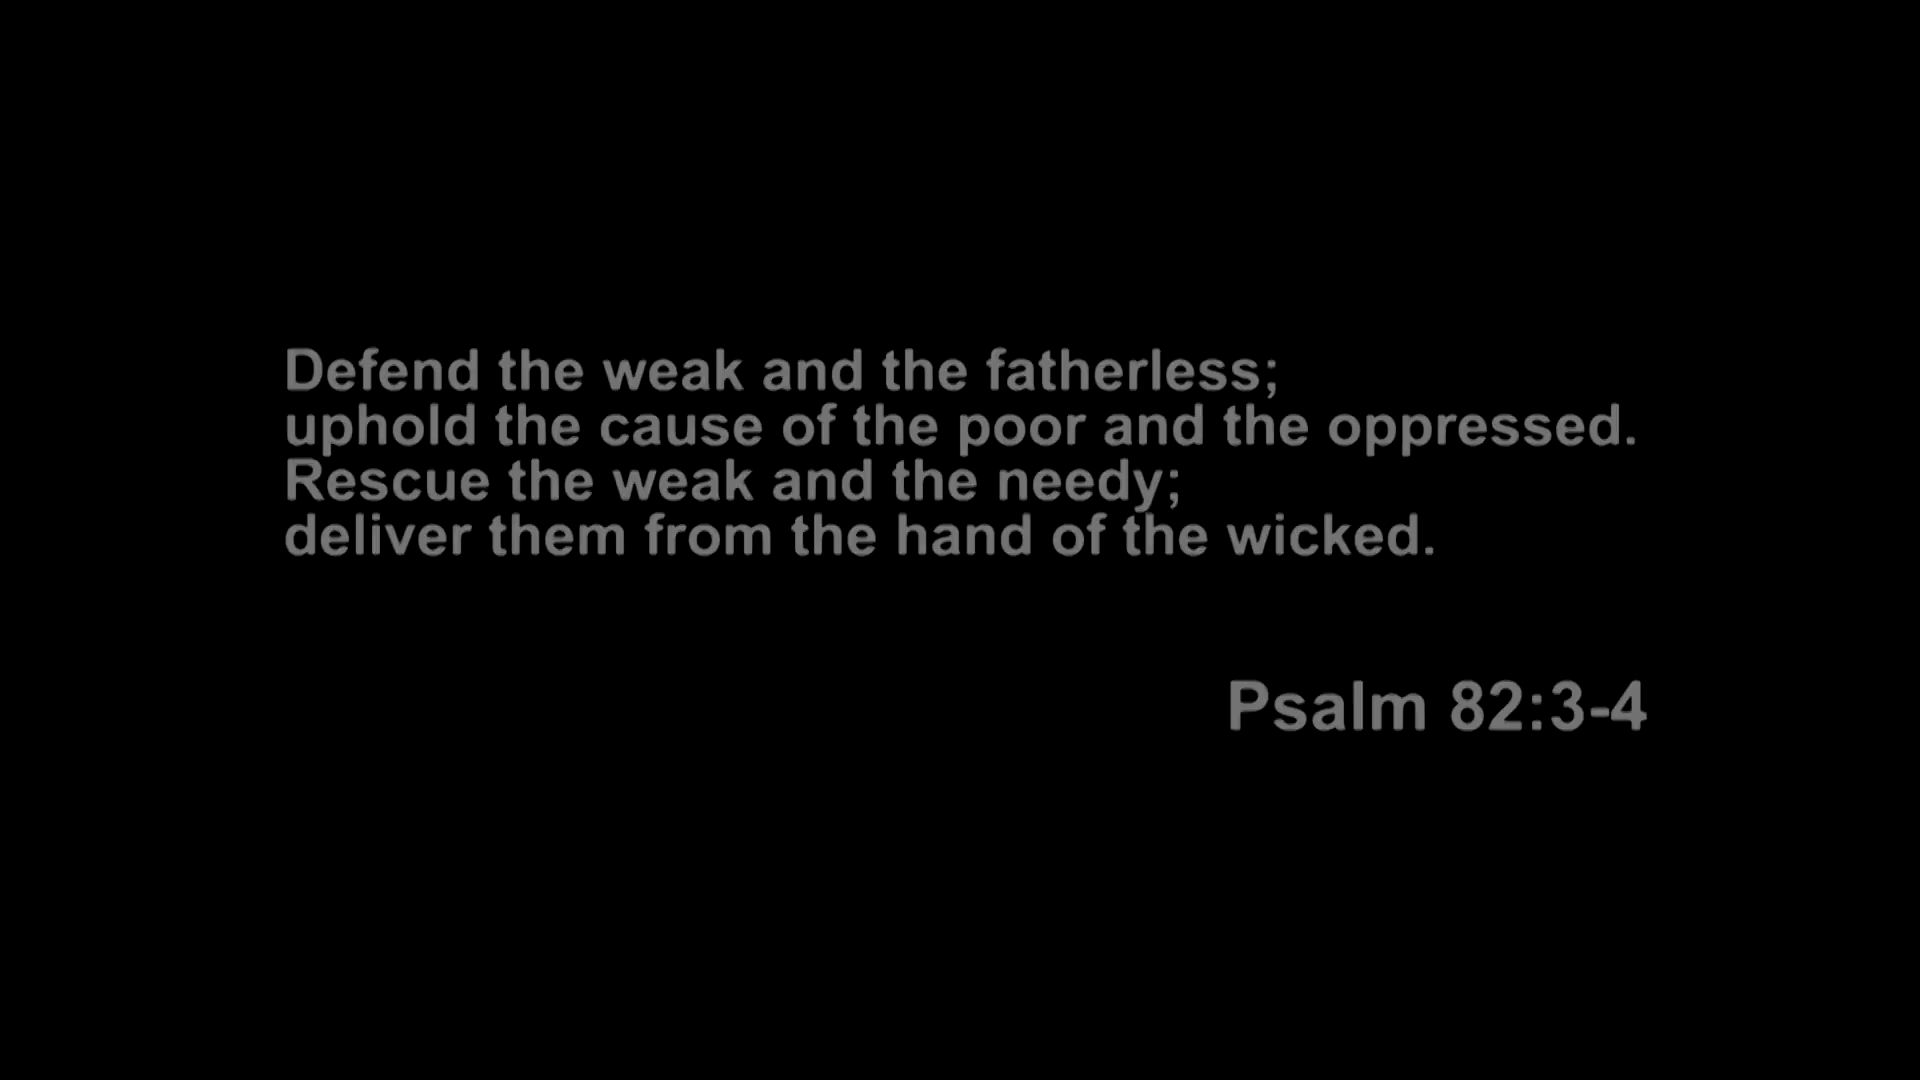 Defend the weak and the fatherless;
uphold the cause of the poor and the oppressed.
Rescue the weak and the needy;
deliver them from the hand of the wicked.
Psalm 82:3-4